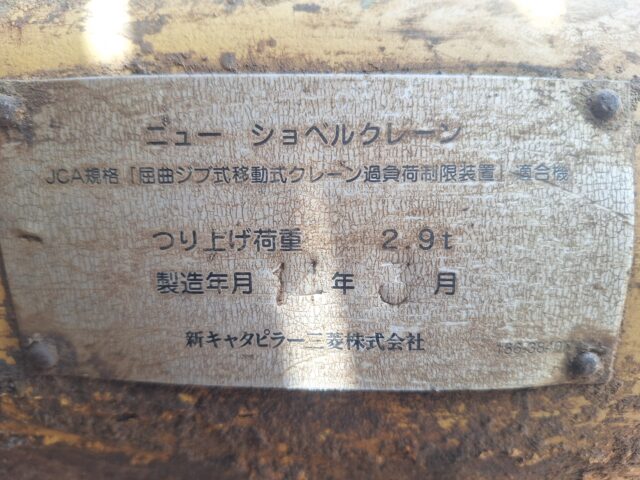 ニュー ショベルクレーン
JCA規格「屈曲ジブ式移動式クレーン過負荷制限装置」適合機
つり上げ荷重 2.9t
製造年月 年 月
新キャタピラー三菱株式会社